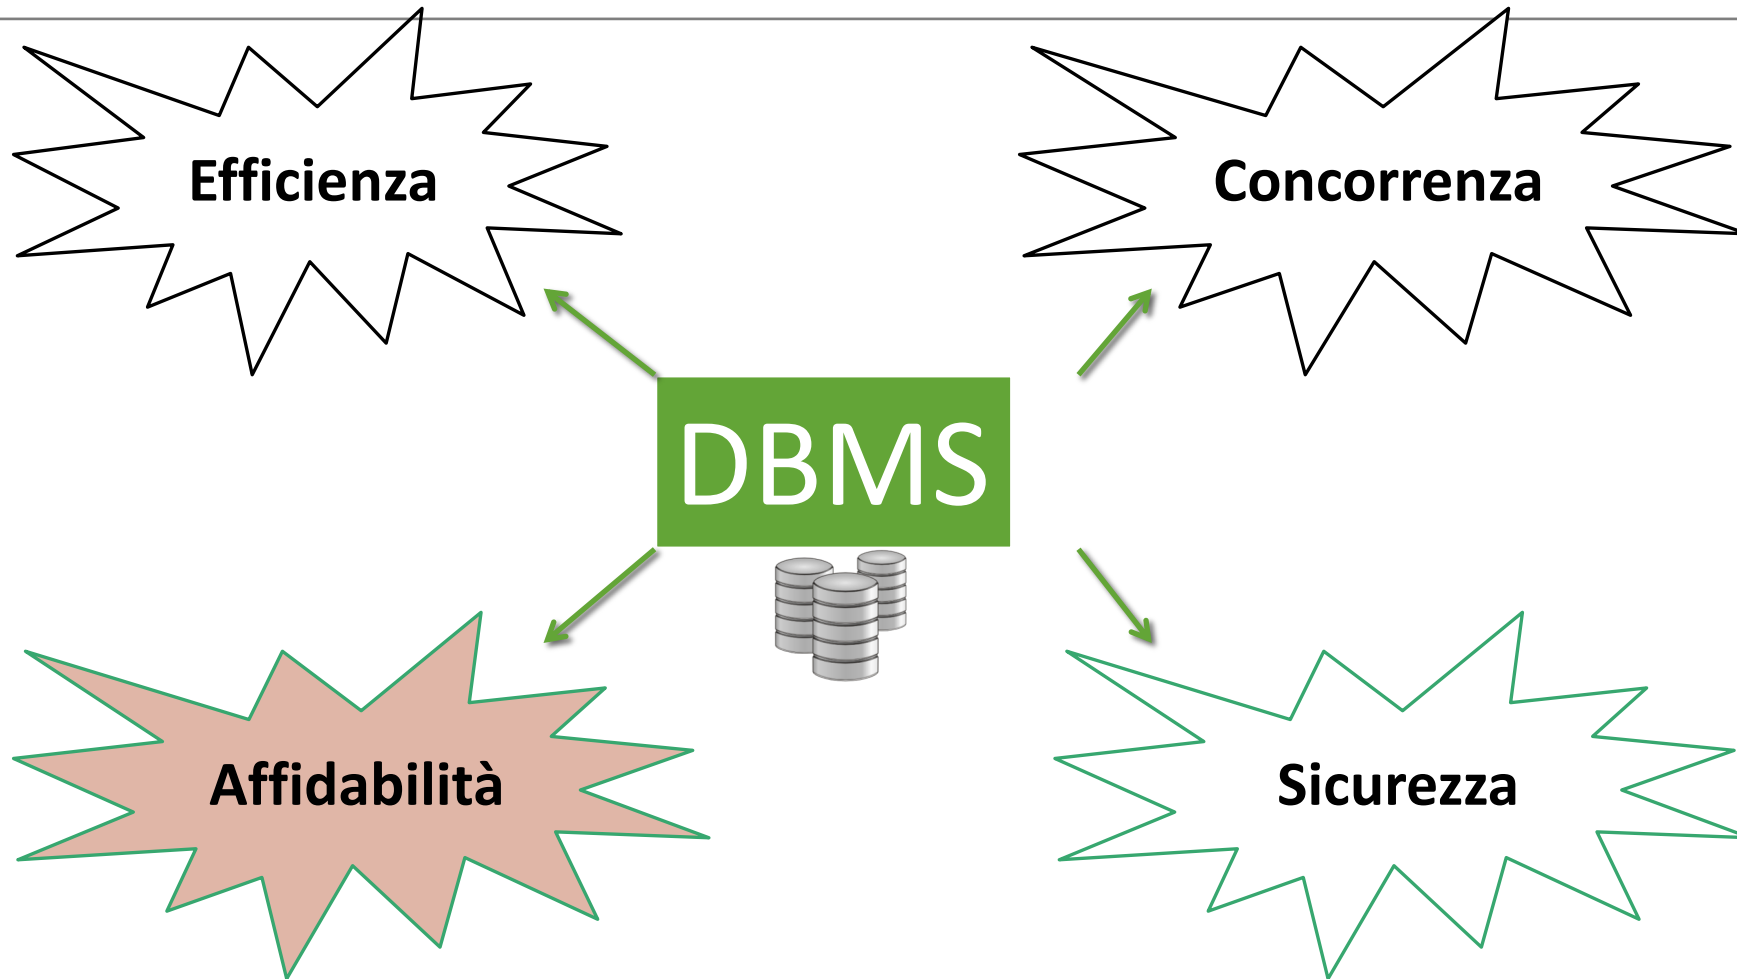 Efficienza
Concorrenza
DBMS
Affidabilità
Sicurezza